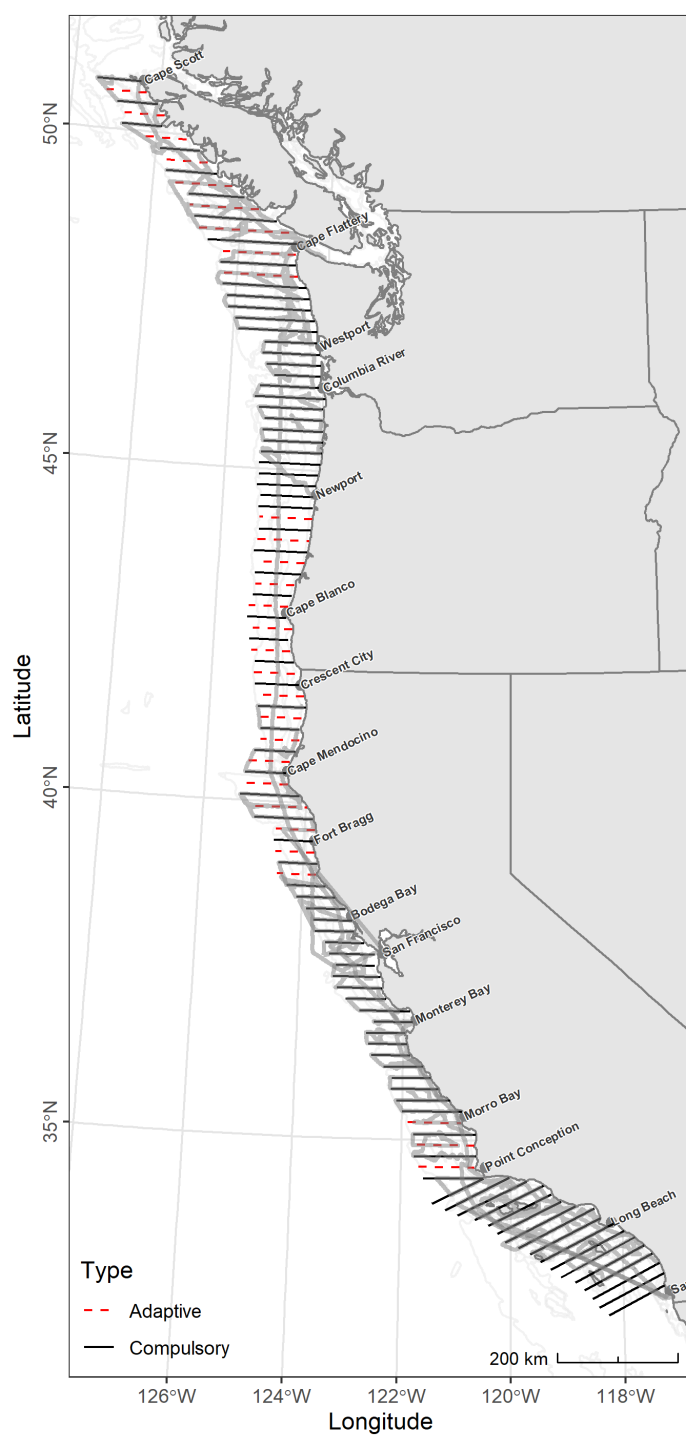 Cape Scott
50°N
Cape Flattery
Westport
Columbia River
45°N
Newport
Cape Blanco
Crescent City
Cape Mendocino
40°N
Fort Bragg
Bodega Bay
San Francisco
Monterey Bay
Morro Bay
35°N
Point Conception
Long Beach
Sa
Latitude
Type
Adaptive
Compulsory
200 km
126°W
124°W
122°W
120°W
118°W
Longitude